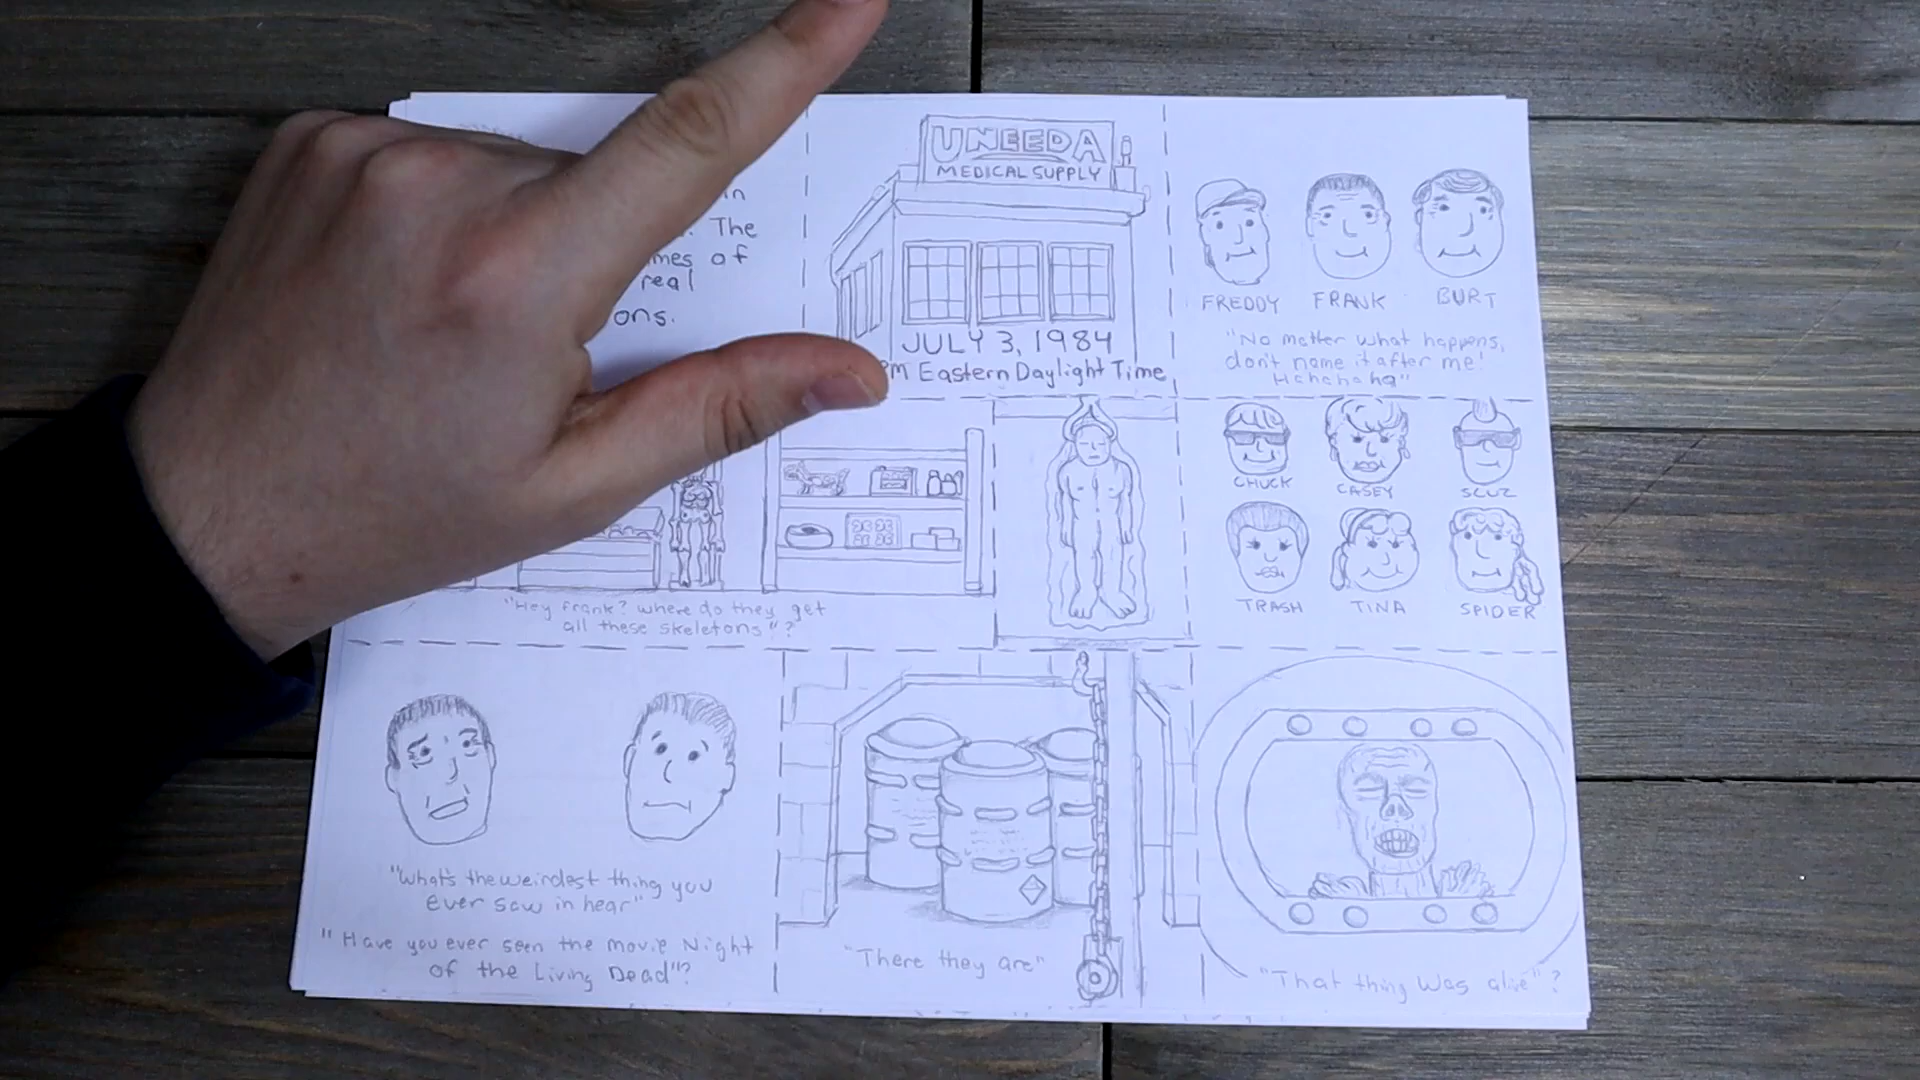 in
The
mes of
real
ons.
UNEEDA
MEDICAL SUPPLY
JULY 3, 1984
PM Eastern Daylight Time
FREDDY FRANK BURT
"No matter what happens,
don't name it after me!
Hahahaha"
CHUCK CASEY SCUZ
TRASH TINA SPIDER
"Hey Frank? where do they get
all these skeletons"?
"What's the weirdest thing you
ever saw in hear"
"Have you ever seen the movie Night
of the Living Dead"?
"There they are"
"That thing was alive"?